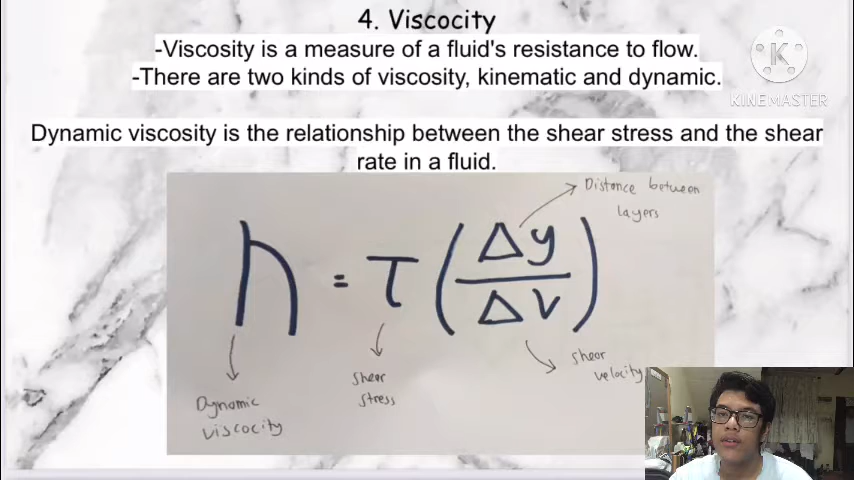 4. Viscocity
-Viscosity is a measure of a fluid's resistance to flow.
-There are two kinds of viscosity, kinematic and dynamic.
K
KINEMASTER
Dynamic viscosity is the relationship between the shear stress and the shear
rate in a fluid.
Distance between
layers
η = τ (Δy/Δv)
Shear
velocity
Shear
stress
Dynamic
viscocity